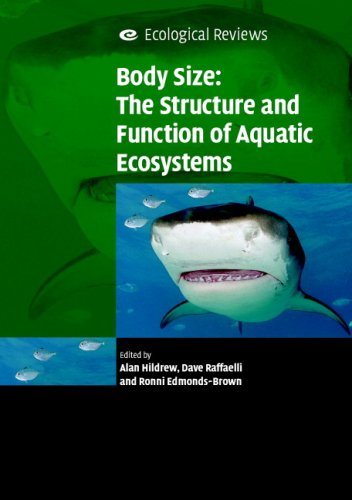 Ecological Reviews
Body Size:
The Structure and
Function of Aquatic
Ecosystems
Edited by
Alan Hildrew, Dave Raffaelli
and Ronni Edmonds-Brown